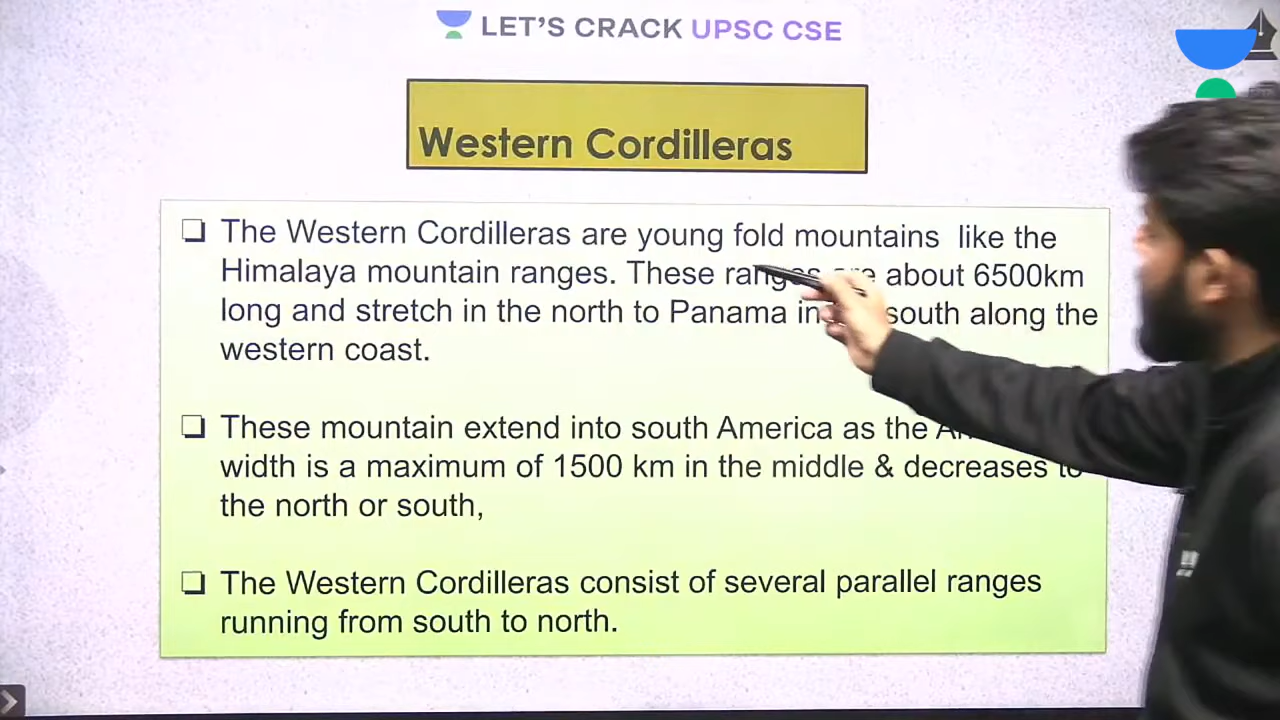 LET'S CRACK UPSC CSE
Western Cordilleras
The Western Cordilleras are young fold mountains like the
Himalaya mountain ranges. These ranges are about 6500km
long and stretch in the north to Panama in south along the
western coast.
These mountain extend into south America as the
width is a maximum of 1500 km in the middle & decreases to
the north or south,
The Western Cordilleras consist of several parallel ranges
running from south to north.